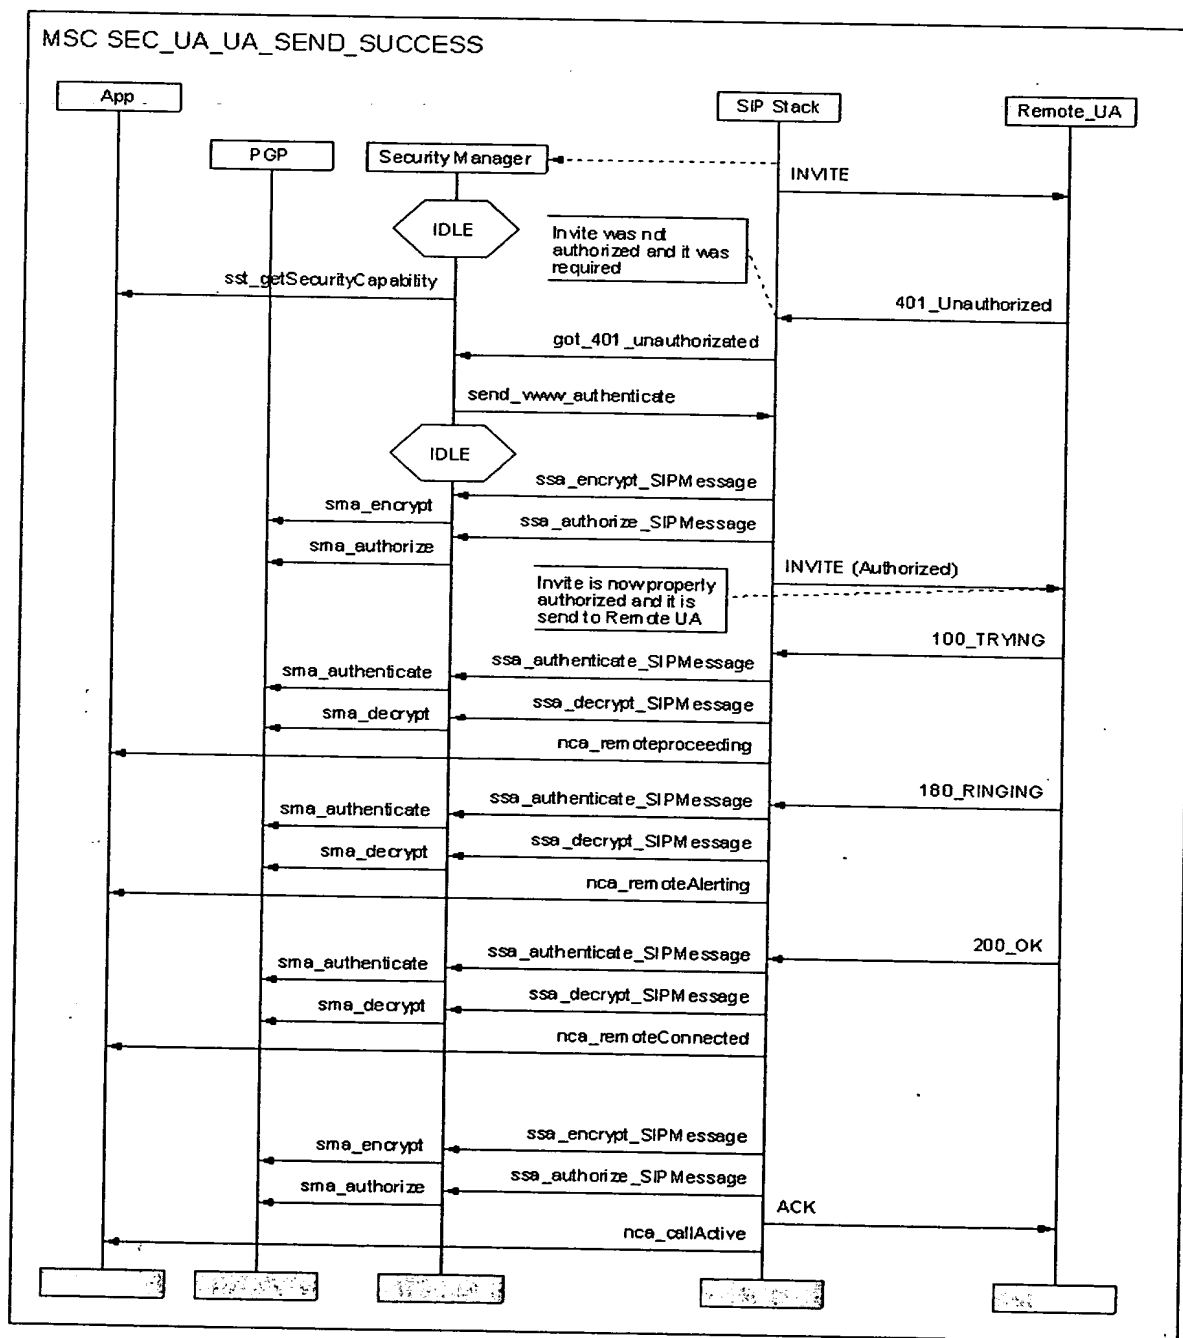 MSC SEC_UA_UA_SEND_SUCCESS
App
SIP Stack
Remote_UA
PGP
Security Manager
INVITE
IDLE
Invite was not
authorized and it was
required
sst_getSecurityCapability
401_Unauthorized
got_401_unauthorizated
send_www_authenticate
IDLE
ssa_encrypt_SIPMessage
sma_encrypt
ssa_authorize_SIPMessage
sma_authorize
INVITE (Authorized)
Invite is now properly
authorized and it is
send to Remote UA
100_TRYING
ssa_authenticate_SIPMessage
sma_authenticate
ssa_decrypt_SIPMessage
sma_decrypt
nca_remoteproceeding
180_RINGING
ssa_authenticate_SIPMessage
sma_authenticate
ssa_decrypt_SIPMessage
sma_decrypt
nca_remoteAlerting
200_OK
ssa_authenticate_SIPMessage
sma_authenticate
ssa_decrypt_SIPMessage
sma_decrypt
nca_remoteConnected
ssa_encrypt_SIPMessage
sma_encrypt
ssa_authorize_SIPMessage
sma_authorize
ACK
nca_callActive